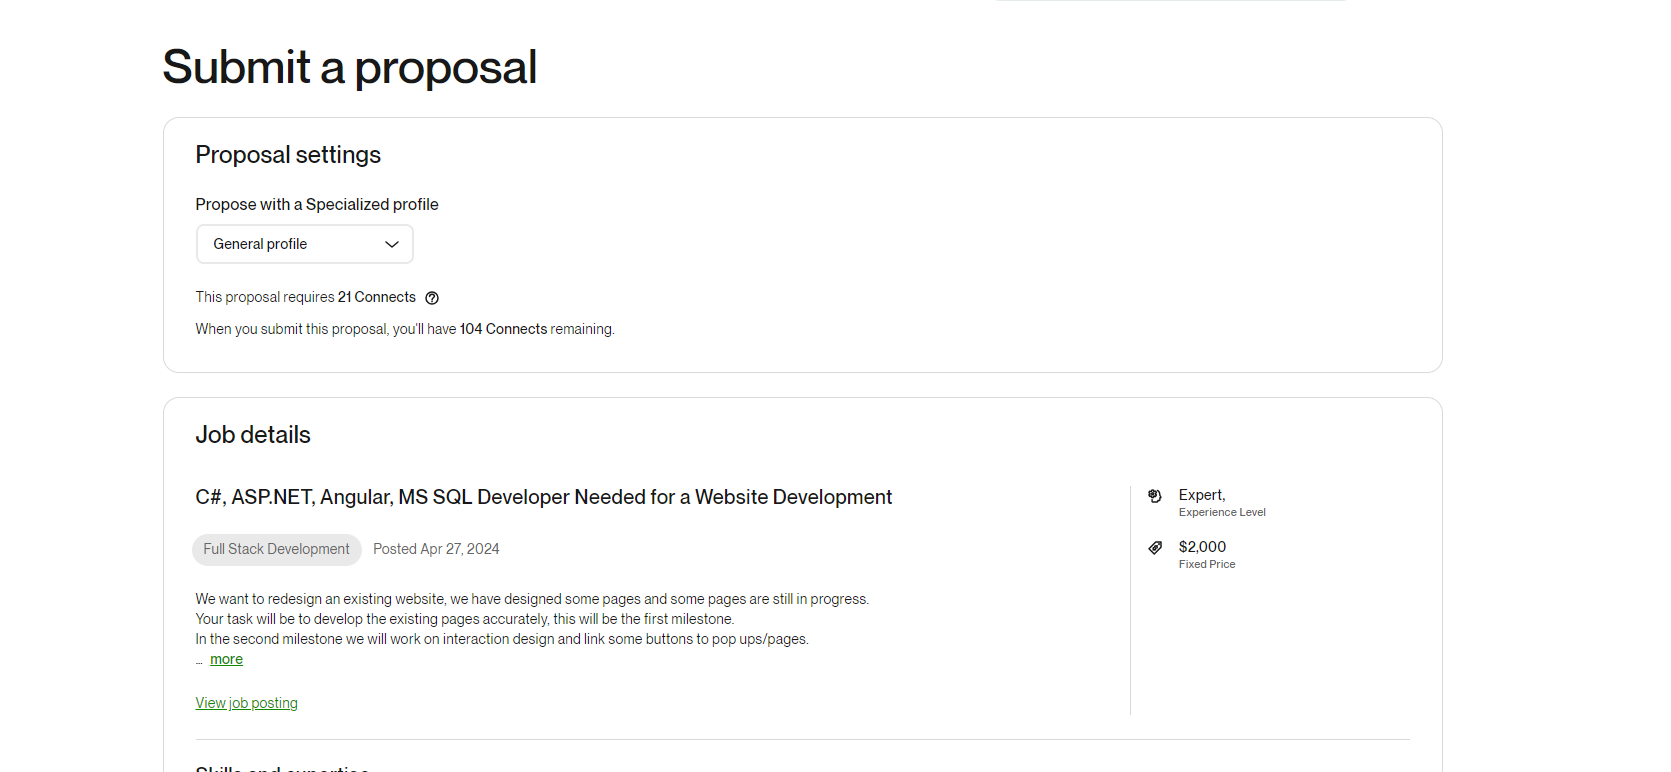 Submit a proposal
Proposal settings
Propose with a Specialized profile
General profile
This proposal requires 21 Connects
When you submit this proposal, you'll have 104 Connects remaining.
Job details
C#, ASP.NET, Angular, MS SQL Developer Needed for a Website Development
Full Stack Development Posted Apr 27, 2024
We want to redesign an existing website, we have designed some pages and some pages are still in progress.
Your task will be to develop the existing pages accurately, this will be the first milestone.
In the second milestone we will work on interaction design and link some buttons to pop ups/pages.
... more
View job posting
Expert,
Experience Level
$2,000
Fixed Price
Skills and expertise